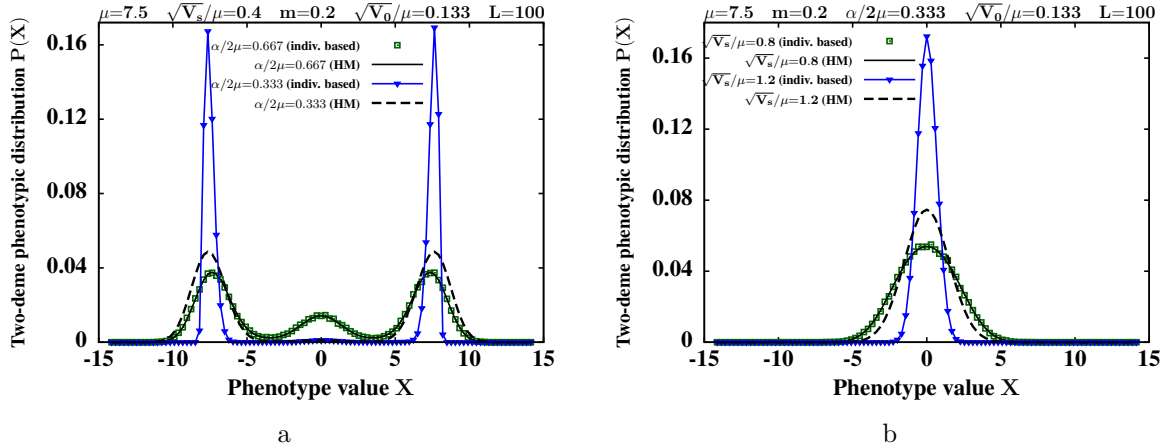 μ=7.5 √V_s/μ=0.4 m=0.2 √V_0/μ=0.133 L=100
Two-deme phenotypic distribution P(X)
0.16
0.12
0.08
0.04
0
α/2μ=0.667 (indiv. based)
α/2μ=0.667 (HM)
α/2μ=0.333 (indiv. based)
α/2μ=0.333 (HM)
-15 -10 -5 0 5 10 15
Phenotype value X
a
μ=7.5 m=0.2 α/2μ=0.333 √V_0/μ=0.133 L=100
Two-deme phenotypic distribution P(X)
0.16
0.12
0.08
0.04
0
√V_s/μ=0.8 (indiv. based)
√V_s/μ=0.8 (HM)
√V_s/μ=1.2 (indiv. based)
√V_s/μ=1.2 (HM)
-15 -10 -5 0 5 10 15
Phenotype value X
b